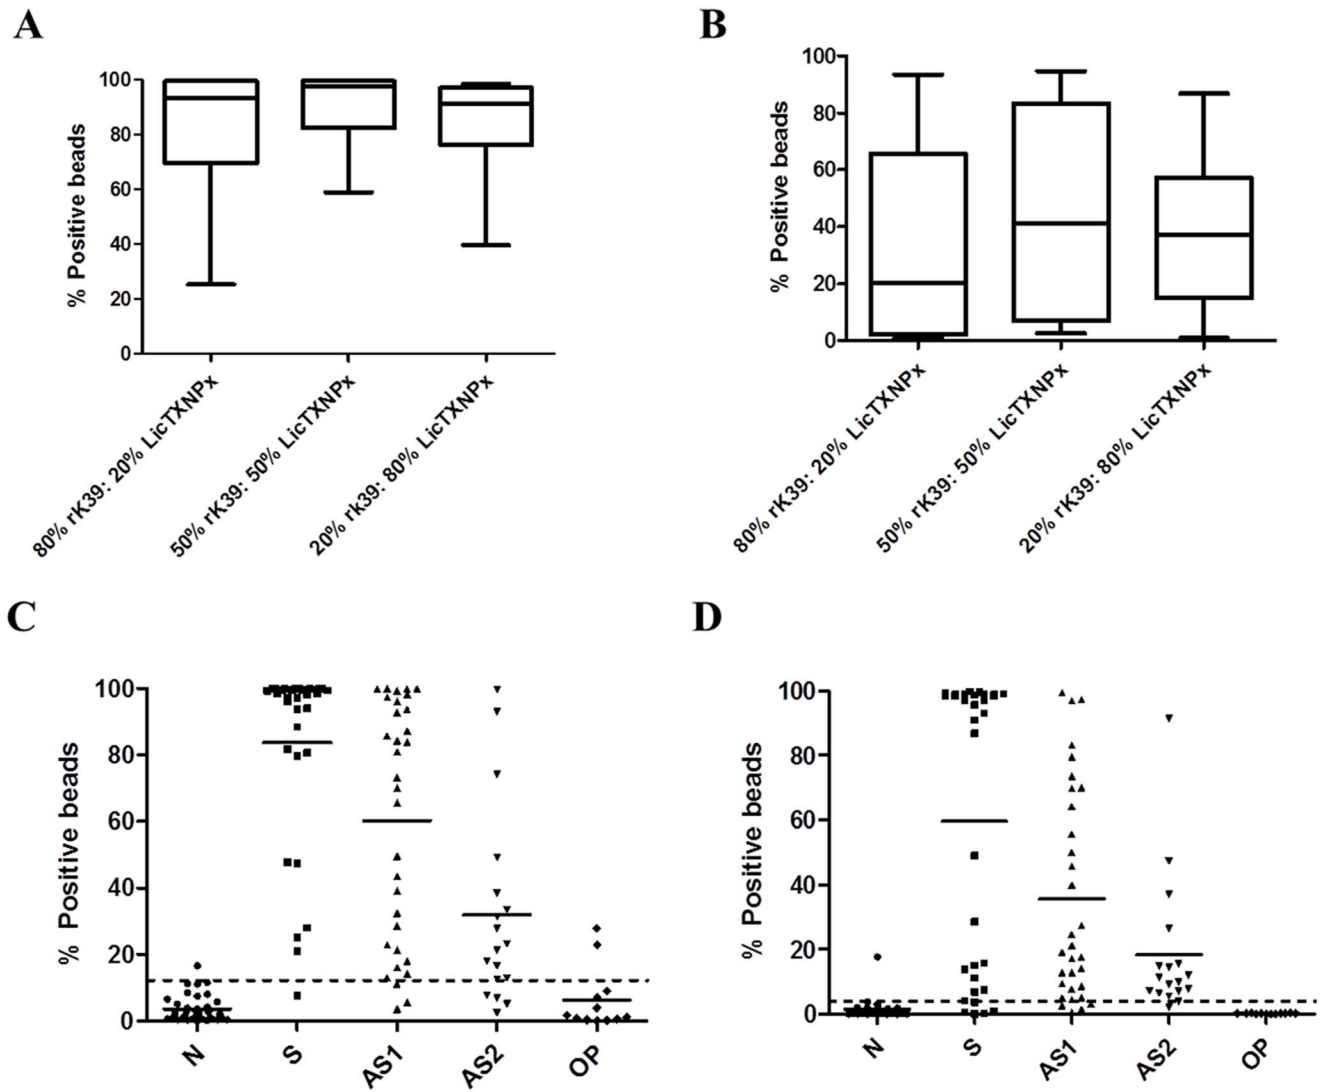 A
% Positive beads
100
80
60
40
20
0
80% rK39: 20% LicTXNPx
50% rK39: 50% LicTXNPx
20% rK39: 80% LicTXNPx
B
% Positive beads
100
80
60
40
20
0
80% rK39: 20% LicTXNPx
50% rK39: 50% LicTXNPx
20% rK39: 80% LicTXNPx
C
% Positive beads
100
80
60
40
20
0
N
S
AS1
AS2
OP
D
% Positive beads
100
80
60
40
20
0
N
S
AS1
AS2
OP